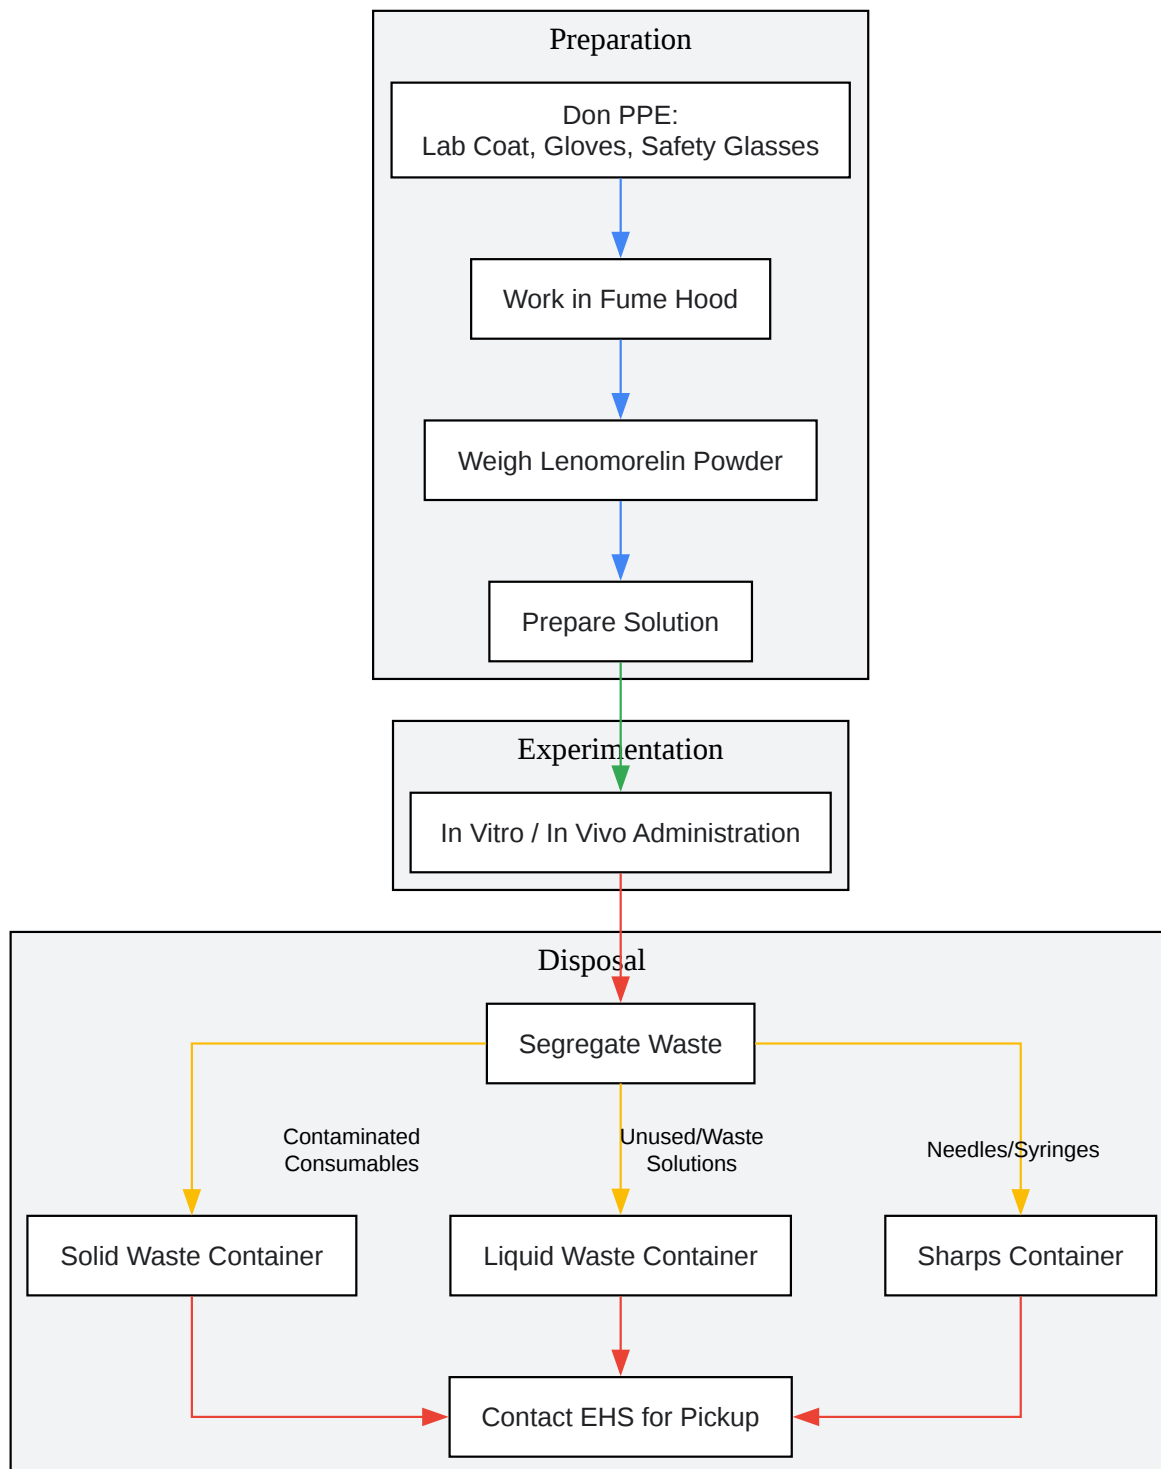 Preparation
Don PPE:
Lab Coat, Gloves, Safety Glasses
Work in Fume Hood
Weigh Lenomorelin Powder
Prepare Solution
Experimentation
In Vitro / In Vivo Administration
Disposal
Segregate Waste
Contaminated
Consumables
Unused/Waste
Solutions
Needles/Syringes
Solid Waste Container
Liquid Waste Container
Sharps Container
Contact EHS for Pickup